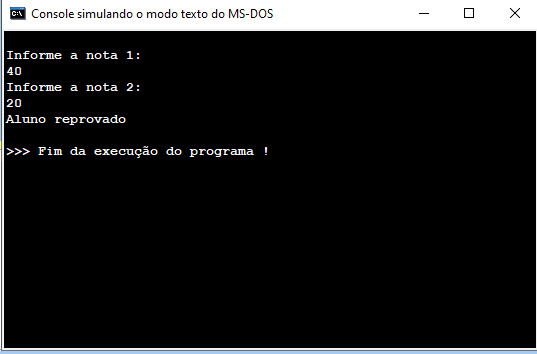 C:\
Console simulando o modo texto do MS-DOS
Informe a nota 1:
40
Informe a nota 2:
20
Aluno reprovado
>>> Fim da execução do programa !